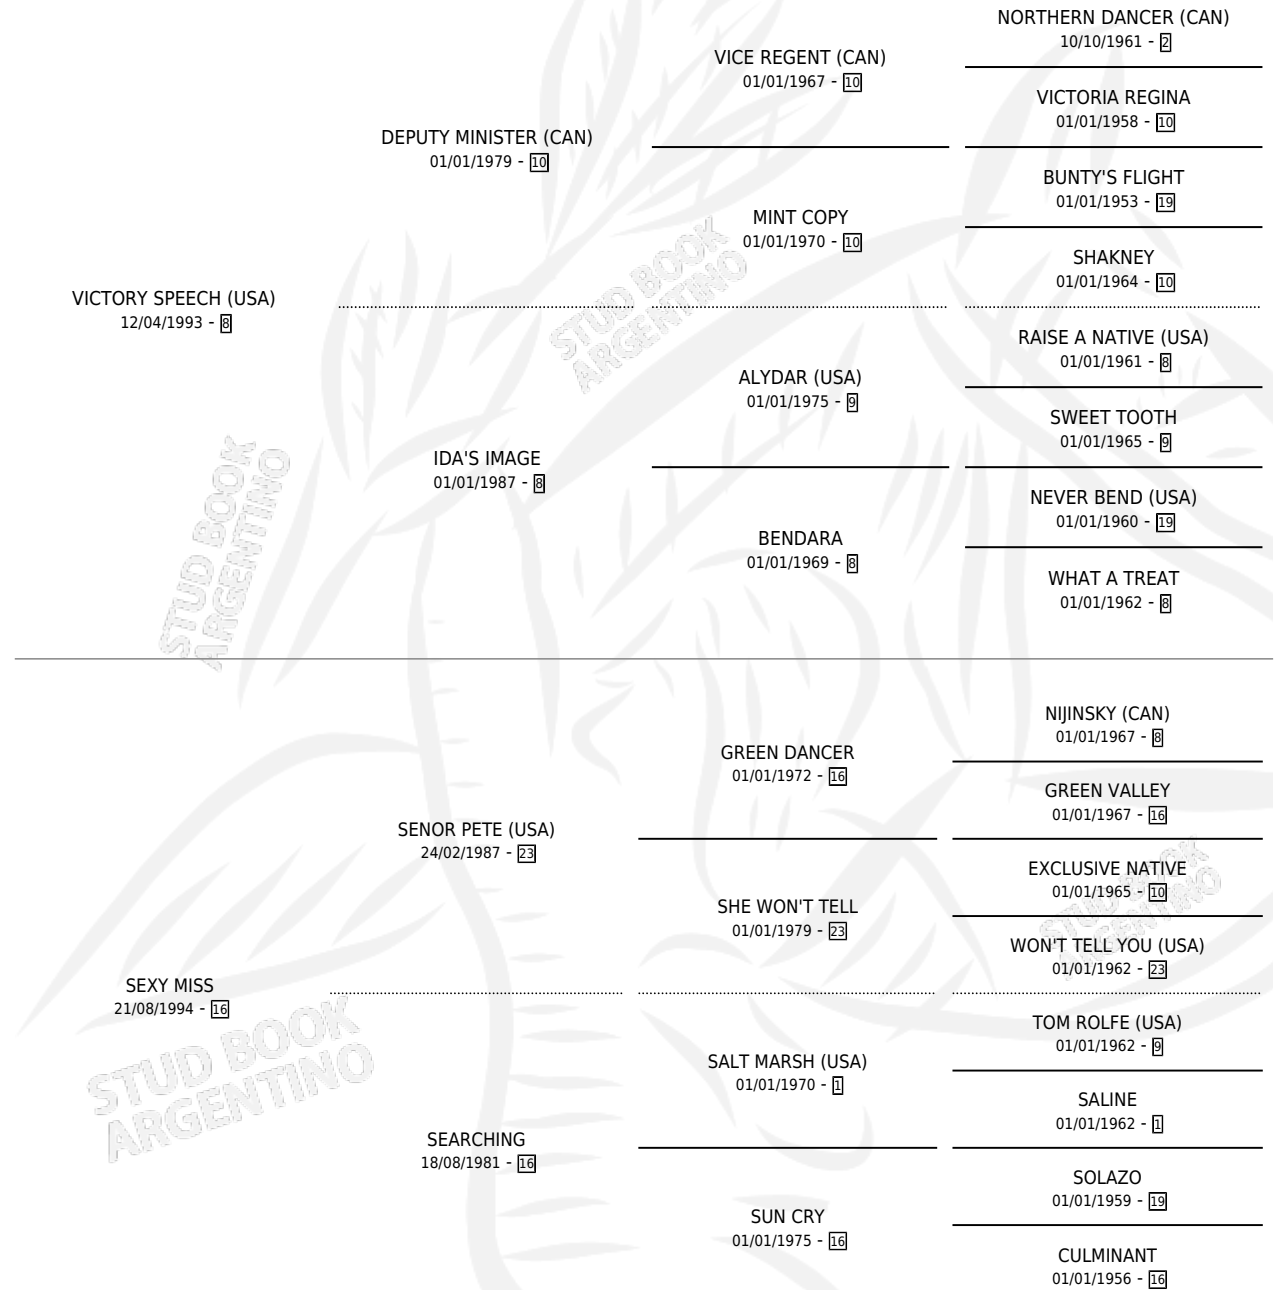 NORTHERN DANCER (CAN)
10/10/1961 - 2
VICE REGENT (CAN)
01/01/1967 - 10
VICTORIA REGINA
01/01/1958 - 10
DEPUTY MINISTER (CAN)
01/01/1979 - 10
BUNTY'S FLIGHT
01/01/1953 - 19
MINT COPY
01/01/1970 - 10
SHAKNEY
01/01/1964 - 10
VICTORY SPEECH (USA)
12/04/1993 - 8
RAISE A NATIVE (USA)
01/01/1961 - 8
ALYDAR (USA)
01/01/1975 - 9
SWEET TOOTH
01/01/1965 - 9
IDA'S IMAGE
01/01/1987 - 8
NEVER BEND (USA)
01/01/1960 - 19
BENDARA
01/01/1969 - 8
WHAT A TREAT
01/01/1962 - 8
STUD BOOK
ARGENTINO
STUD BOOK
ARGENTINO
NIJINSKY (CAN)
01/01/1967 - 8
GREEN DANCER
01/01/1972 - 16
GREEN VALLEY
01/01/1967 - 16
SENOR PETE (USA)
24/02/1987 - 23
EXCLUSIVE NATIVE
01/01/1965 - 10
SHE WON'T TELL
01/01/1979 - 23
WON'T TELL YOU (USA)
01/01/1962 - 23
SEXY MISS
21/08/1994 - 16
TOM ROLFE (USA)
01/01/1962 - 9
SALT MARSH (USA)
01/01/1970 - 1
SALINE
01/01/1962 - 1
SEARCHING
18/08/1981 - 16
SOLAZO
01/01/1959 - 19
SUN CRY
01/01/1975 - 16
CULMINANT
01/01/1956 - 16
STUD BOOK
ARGENTINO
STUD BOOK
ARGENTINO